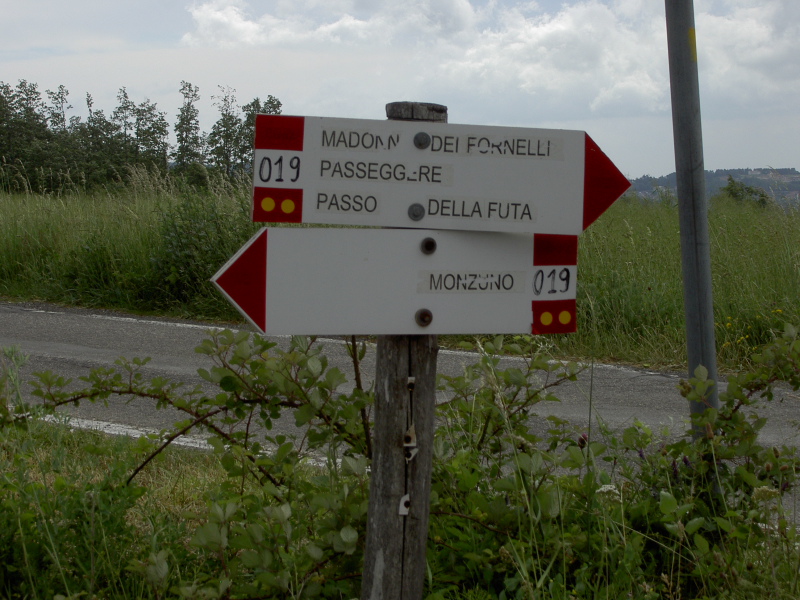 019
MADONN DEI FORNELLI
PASSEGGERE
PASSO DELLA FUTA
MONZUNO 019